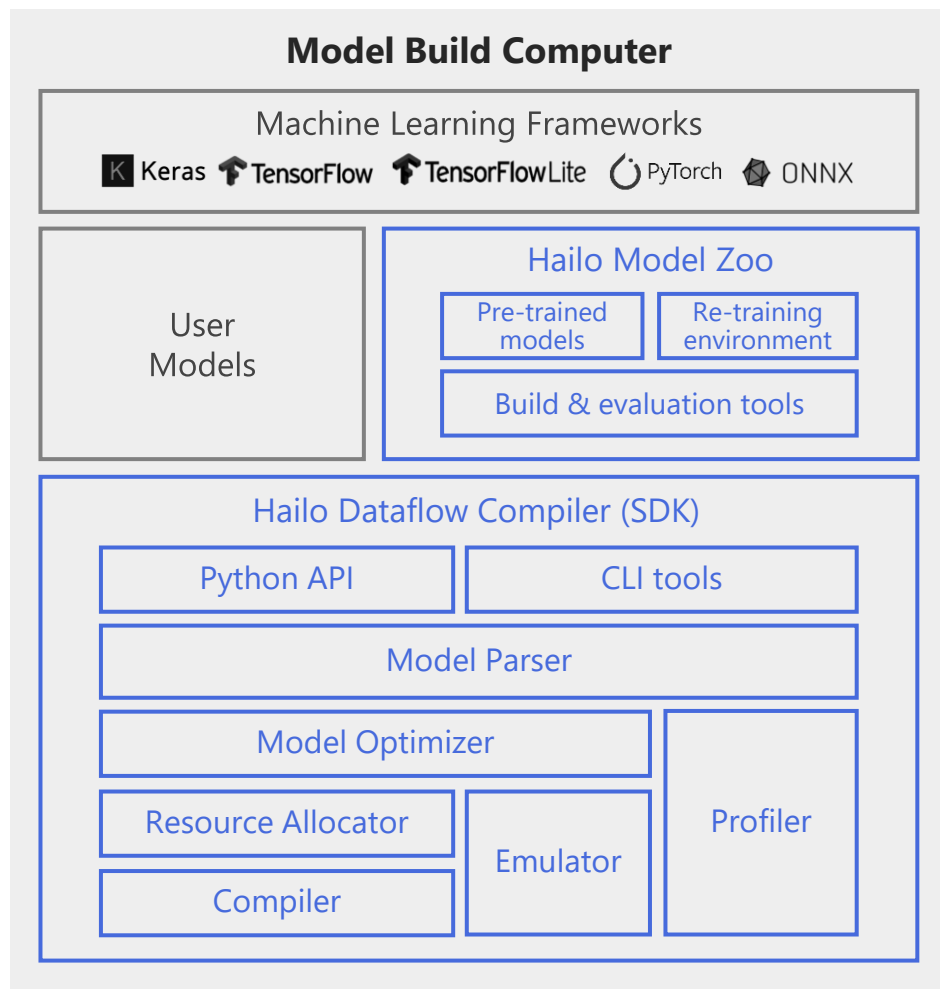 Model Build Computer
Machine Learning Frameworks
K Keras TensorFlow TensorFlowLite PyTorch ONNX
User
Models
Hailo Model Zoo
Pre-trained
models
Re-training
environment
Build & evaluation tools
Hailo Dataflow Compiler (SDK)
Python API
CLI tools
Model Parser
Model Optimizer
Profiler
Resource Allocator
Emulator
Compiler